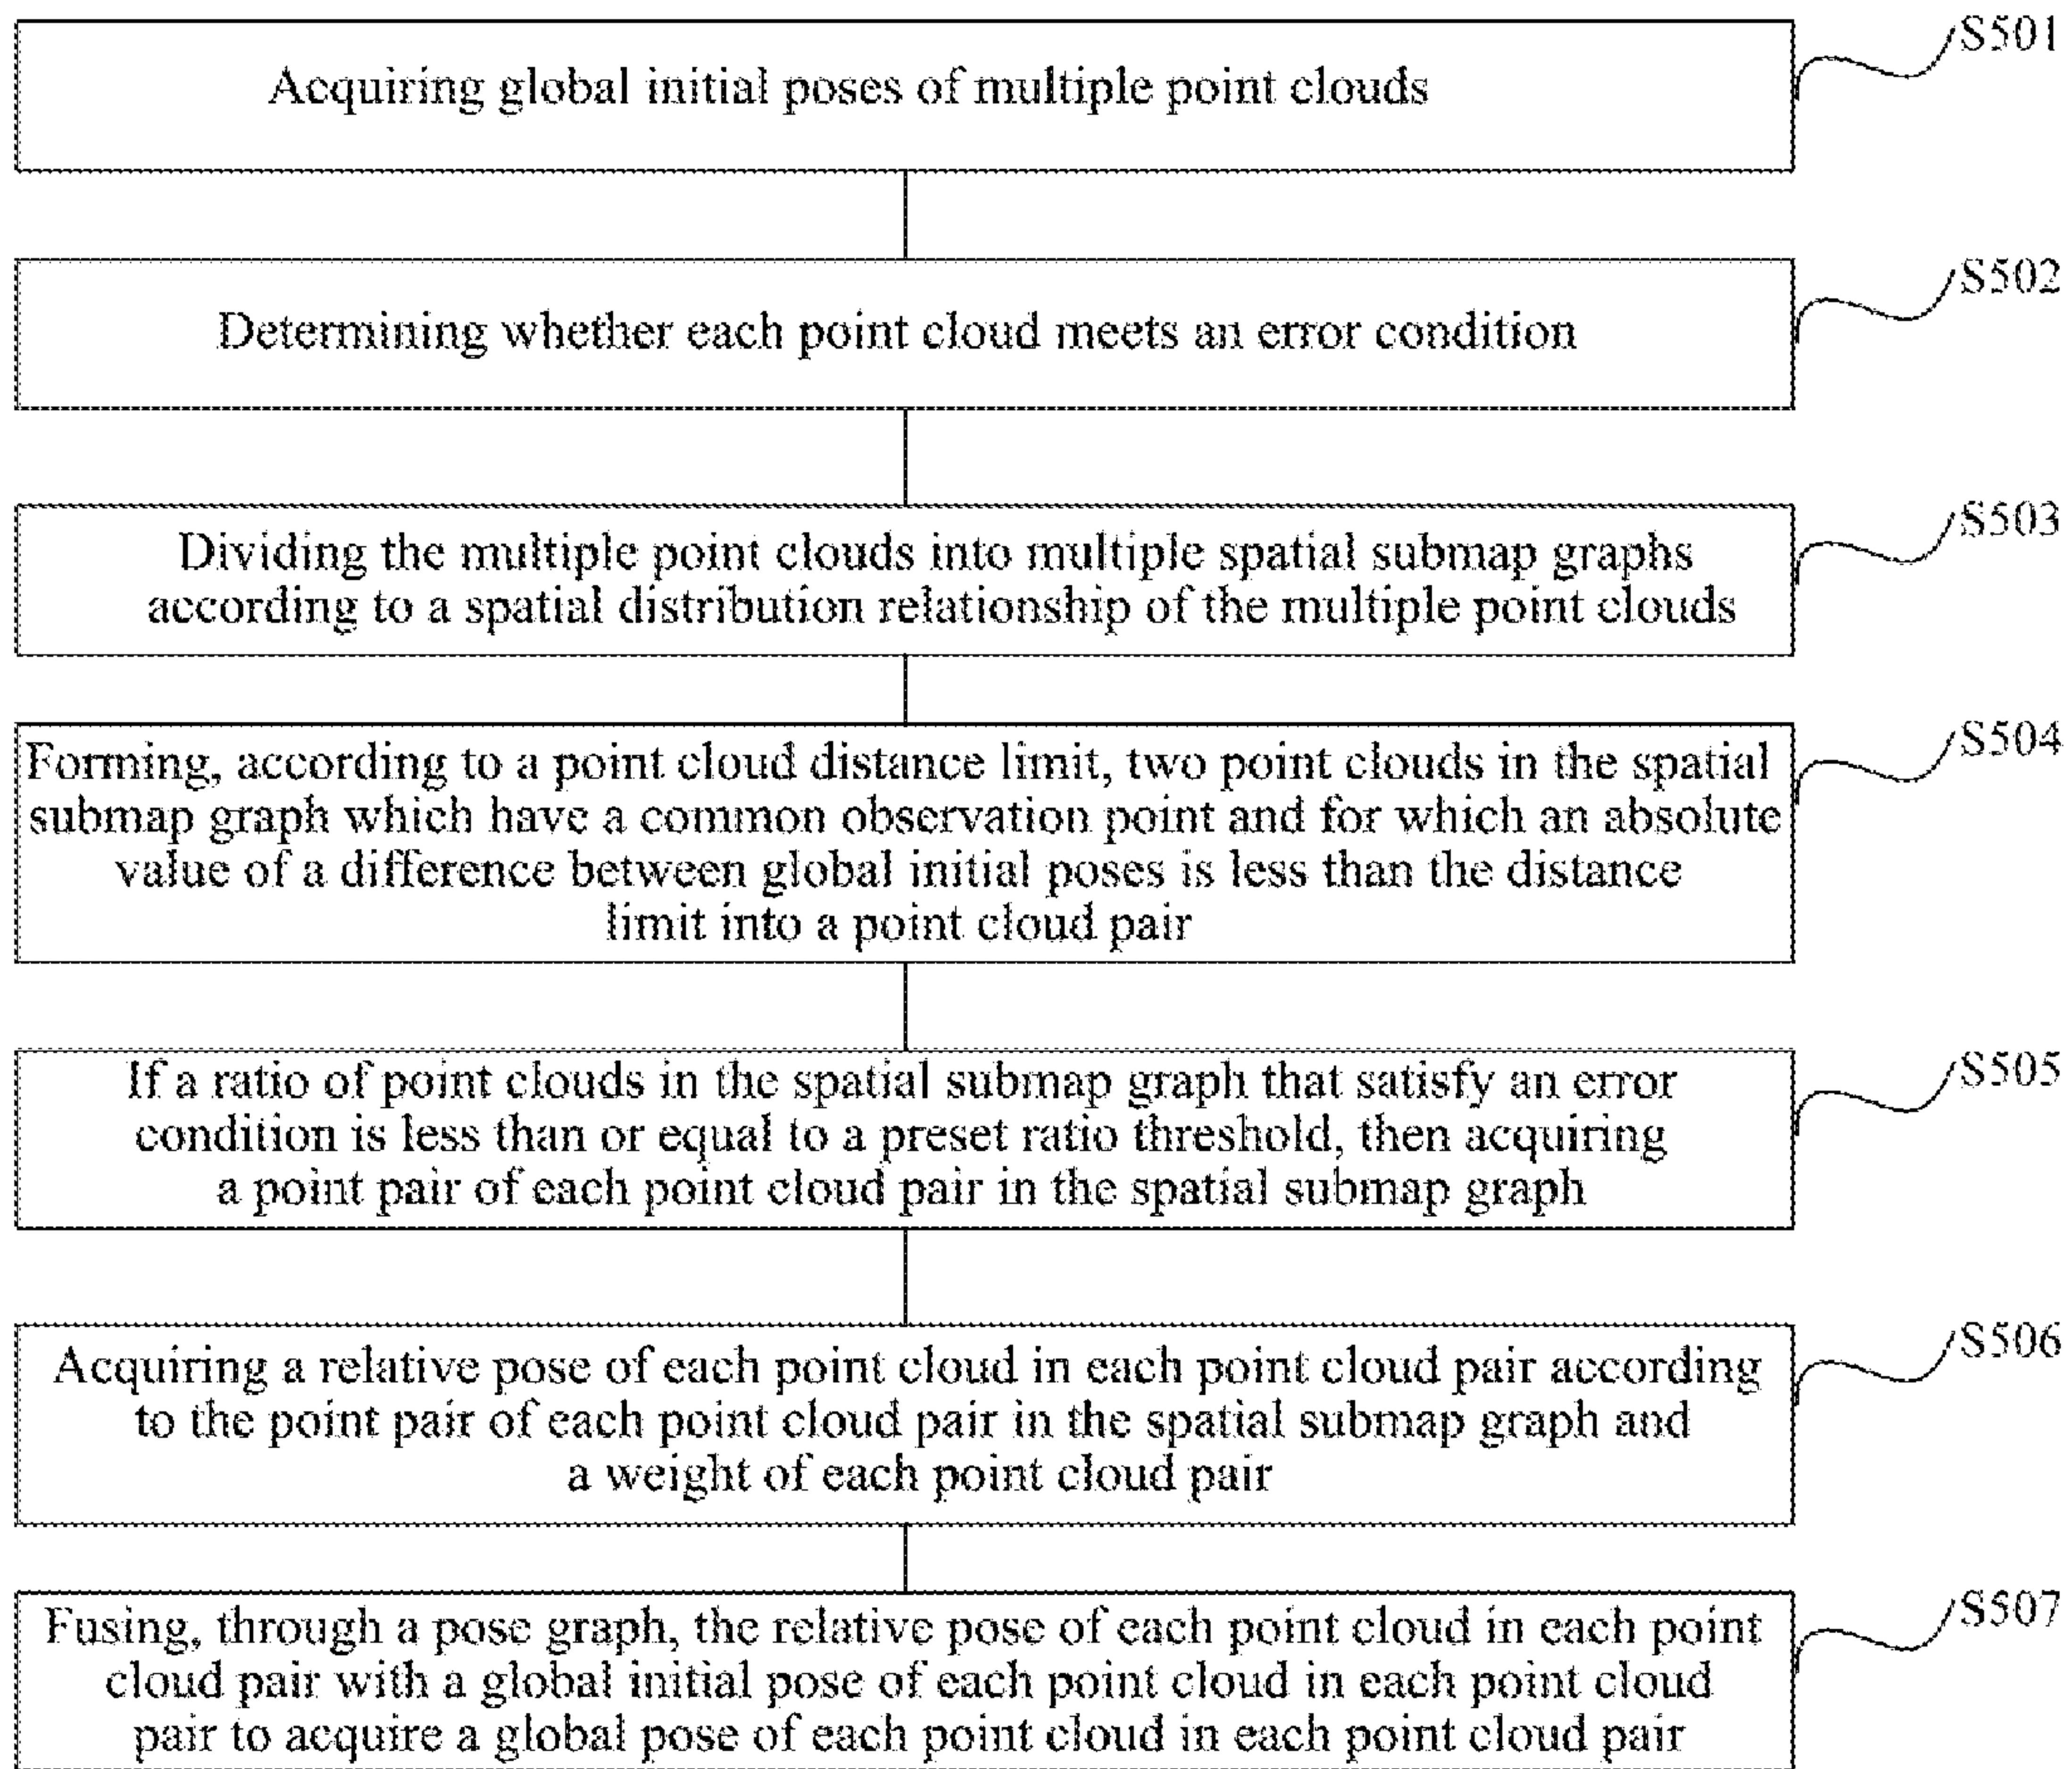 Acquiring global initial poses of multiple point clouds
S501
Determining whether each point cloud meets an error condition
S502
Dividing the multiple point clouds into multiple spatial submap graphs
according to a spatial distribution relationship of the multiple point clouds
S503
Forming, according to a point cloud distance limit, two point clouds in the spatial
submap graph which have a common observation point and for which an absolute
value of a difference between global initial poses is less than the distance
limit into a point cloud pair
S504
If a ratio of point clouds in the spatial submap graph that satisfy an error
condition is less than or equal to a preset ratio threshold, then acquiring
a point pair of each point cloud pair in the spatial submap graph
S505
Acquiring a relative pose of each point cloud in each point cloud pair according
to the point pair of each point cloud pair in the spatial submap graph and
a weight of each point cloud pair
S506
Fusing, through a pose graph, the relative pose of each point cloud in each point
cloud pair with a global initial pose of each point cloud in each point cloud
pair to acquire a global pose of each point cloud in each point cloud pair
S507